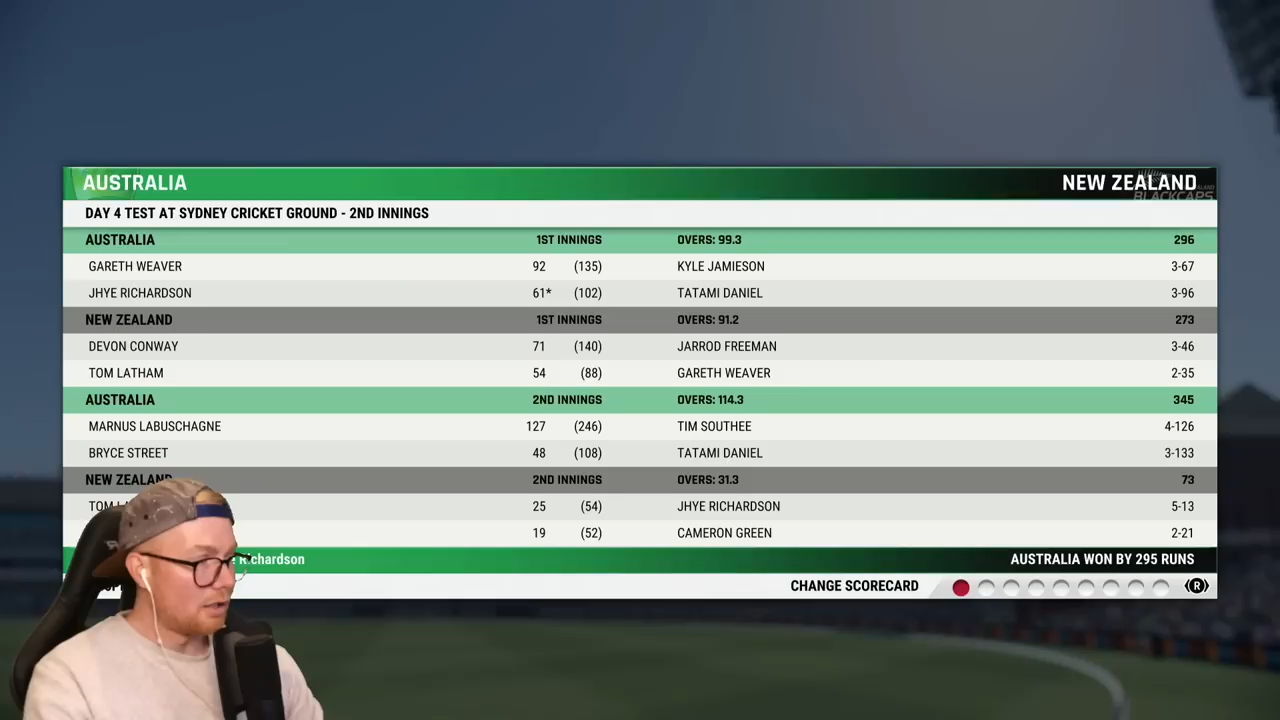 AUSTRALIA NEW ZEALAND
BLACKCAPS
DAY 4 TEST AT SYDNEY CRICKET GROUND - 2ND INNINGS
AUSTRALIA 1ST INNINGS OVERS: 99.3 296
GARETH WEAVER 92 (135) KYLE JAMIESON 3-67
JHYE RICHARDSON 61* (102) TATAMI DANIEL 3-96
NEW ZEALAND 1ST INNINGS OVERS: 91.2 273
DEVON CONWAY 71 (140) JARROD FREEMAN 3-46
TOM LATHAM 54 (88) GARETH WEAVER 2-35
AUSTRALIA 2ND INNINGS OVERS: 114.3 345
MARNUS LABUSCHAGNE 127 (246) TIM SOUTHEE 4-126
BRYCE STREET 48 (108) TATAMI DANIEL 3-133
NEW ZEALAND 2ND INNINGS OVERS: 31.3 73
TOM 25 (54) JHYE RICHARDSON 5-13
19 (52) CAMERON GREEN 2-21
Richardson AUSTRALIA WON BY 295 RUNS
CHANGE SCORECARD R